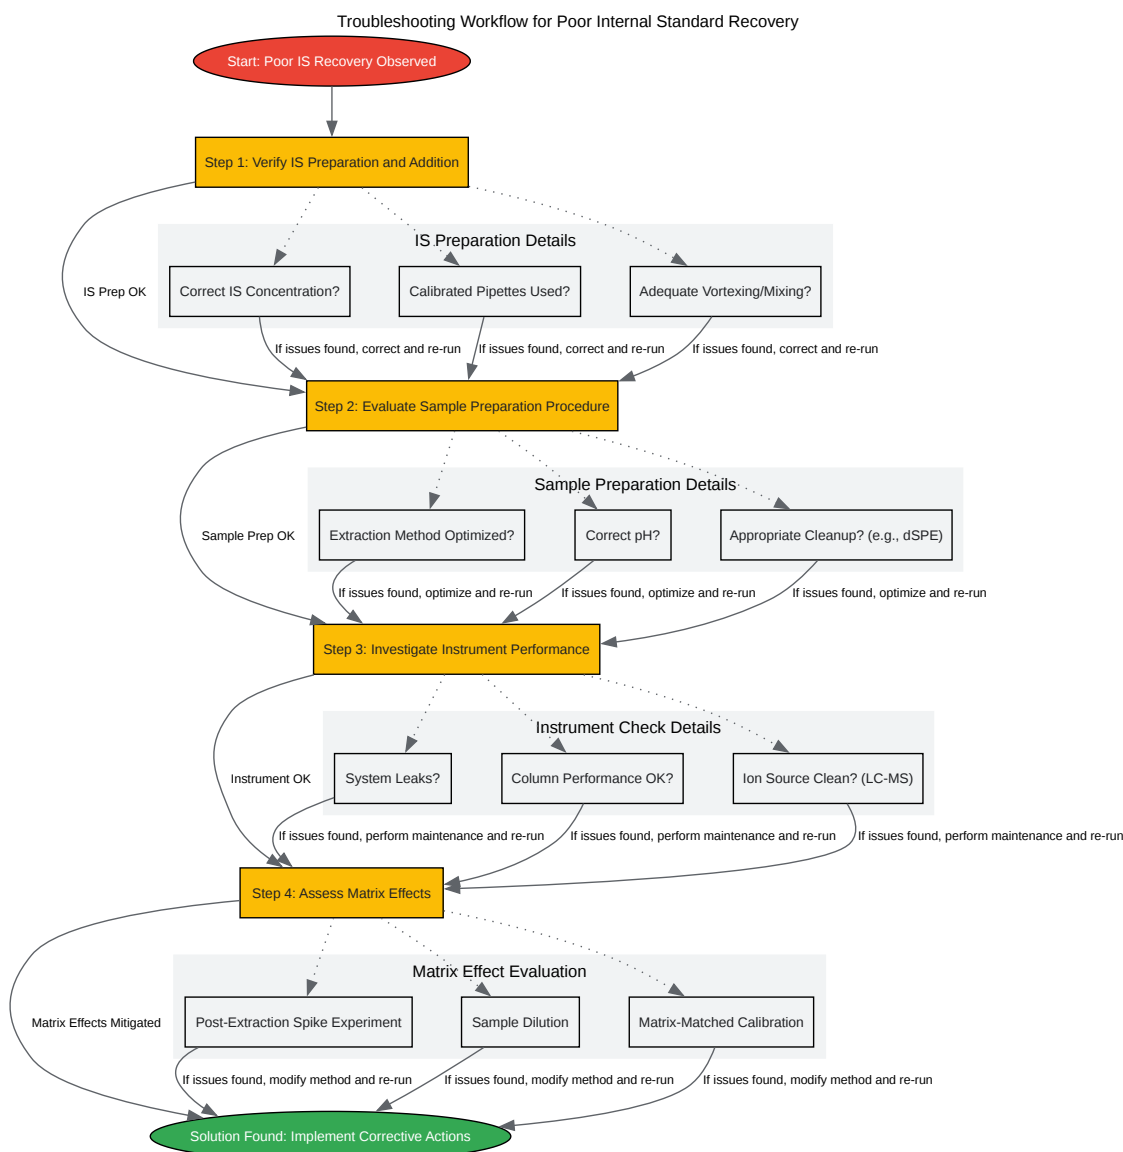 Troubleshooting Workflow for Poor Internal Standard Recovery
Start: Poor IS Recovery Observed
Step 1: Verify IS Preparation and Addition
IS Preparation Details
IS Prep OK
Correct IS Concentration?
Calibrated Pipettes Used?
Adequate Vortexing/Mixing?
If issues found, correct and re-run
If issues found, correct and re-run
If issues found, correct and re-run
Step 2: Evaluate Sample Preparation Procedure
Sample Preparation Details
Sample Prep OK
Extraction Method Optimized?
Correct pH?
Appropriate Cleanup? (e.g., dSPE)
If issues found, optimize and re-run
If issues found, optimize and re-run
If issues found, optimize and re-run
Step 3: Investigate Instrument Performance
Instrument Check Details
Instrument OK
System Leaks?
Column Performance OK?
Ion Source Clean? (LC-MS)
If issues found, perform maintenance and re-run
If issues found, perform maintenance and re-run
If issues found, perform maintenance and re-run
Step 4: Assess Matrix Effects
Matrix Effect Evaluation
Matrix Effects Mitigated
Post-Extraction Spike Experiment
Sample Dilution
Matrix-Matched Calibration
If issues found, modify method and re-run
If issues found, modify method and re-run
If issues found, modify method and re-run
Solution Found: Implement Corrective Actions